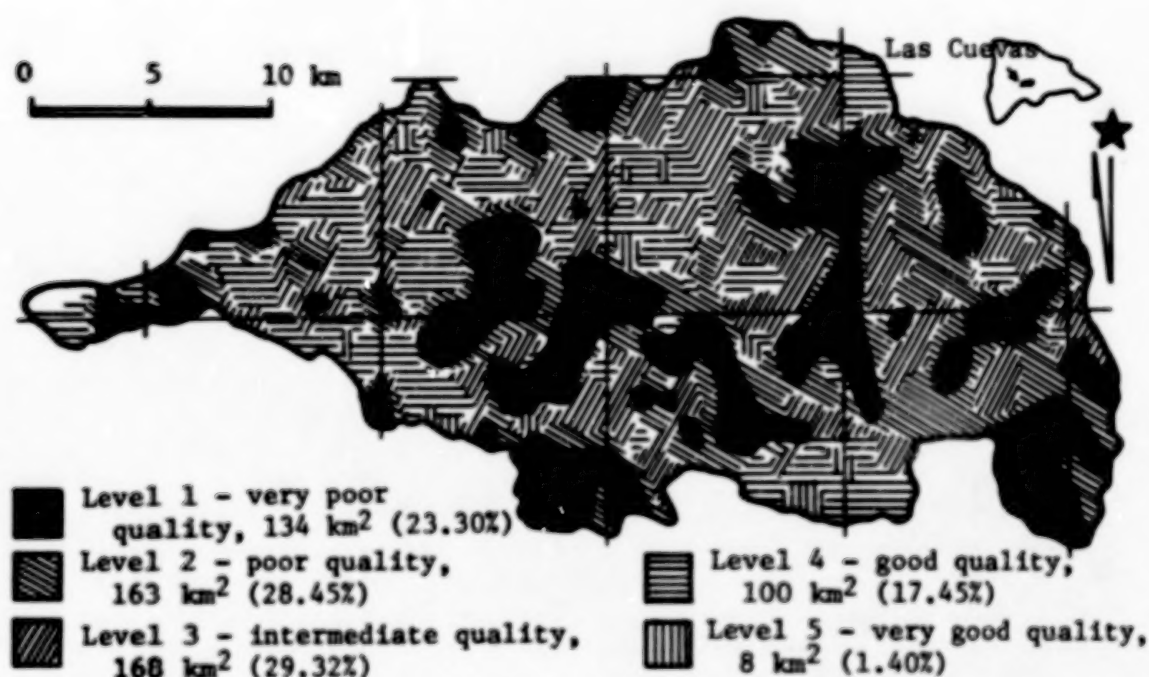 Las Cuevas
0 5 10 km
Level 1 - very poor
quality, 134 km2 (23.30%)
Level 2 - poor quality,
163 km2 (28.45%)
Level 3 - intermediate quality,
168 km2 (29.32%)
Level 4 - good quality,
100 km2 (17.45%)
Level 5 - very good quality,
8 km2 (1.40%)